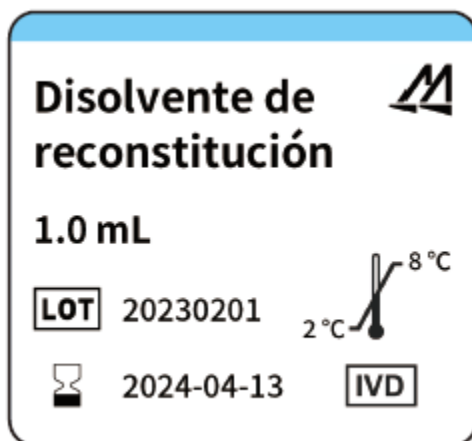 Disolvente de
reconstitución
1.0 mL
8 °C
LOT 20230201
2 °C
2024-04-13 IVD